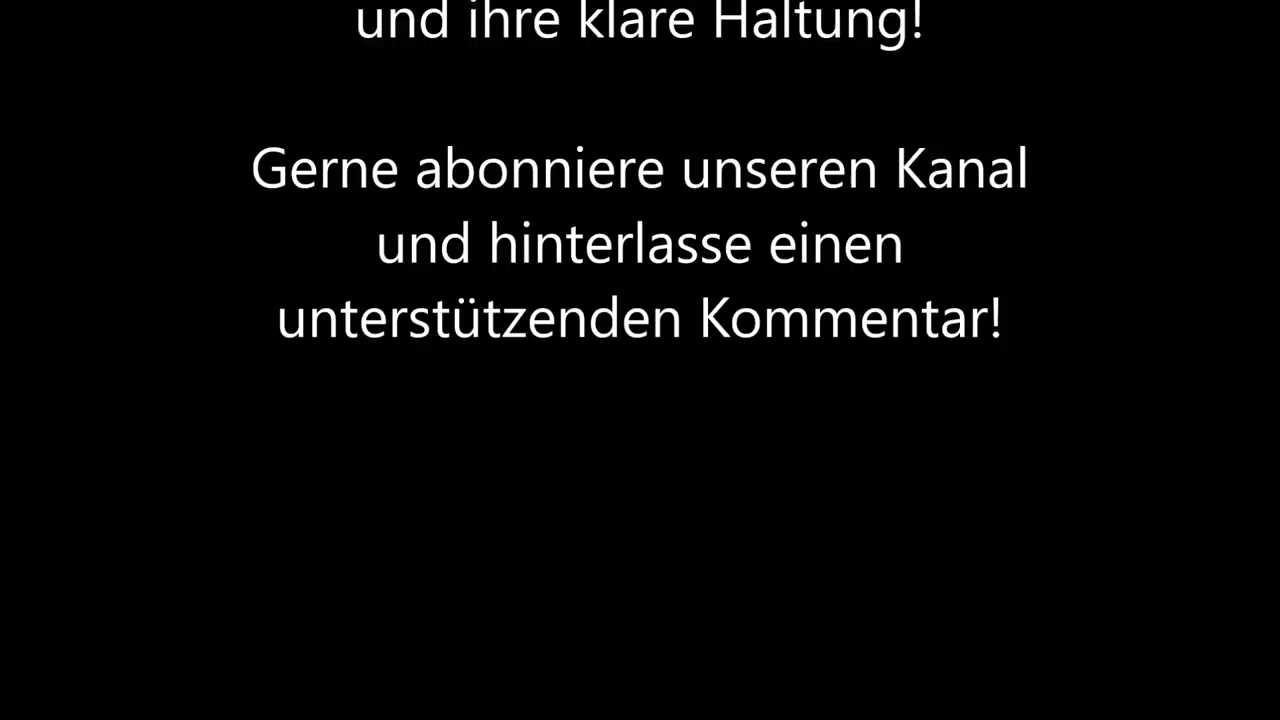 und ihre klare Haltung!
Gerne abonniere unseren Kanal
und hinterlasse einen
unterstützenden Kommentar!